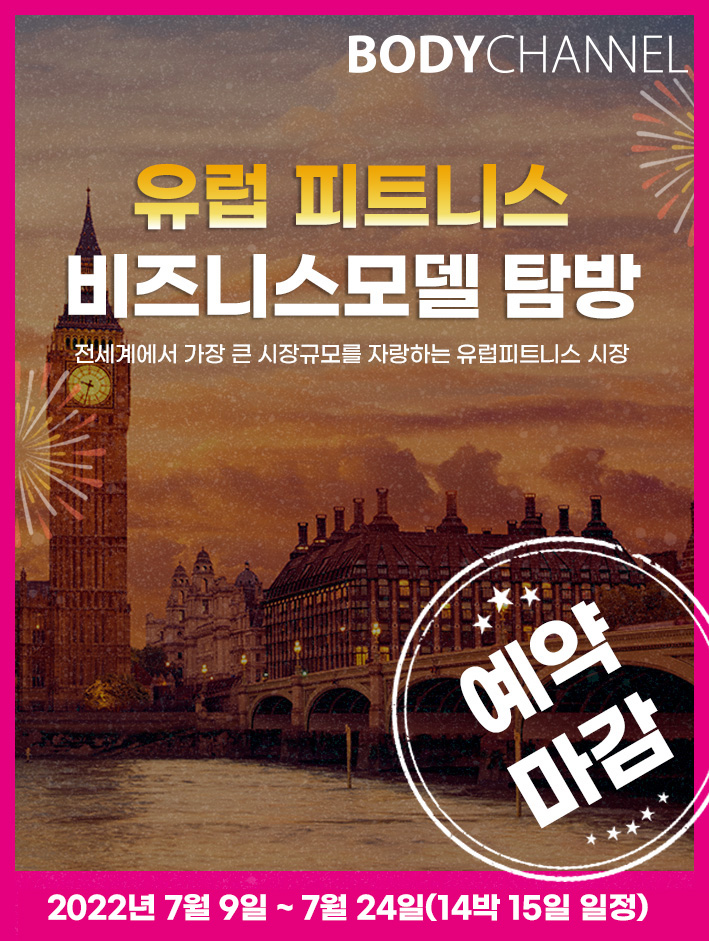 BODYCHANNEL
유럽 피트니스
비즈니스모델 탐방
전세계에서 가장 큰 시장규모를 자랑하는 유럽피트니스 시장
예약
마감
2022년 7월 9일 ~ 7월 24일(14박 15일 일정)